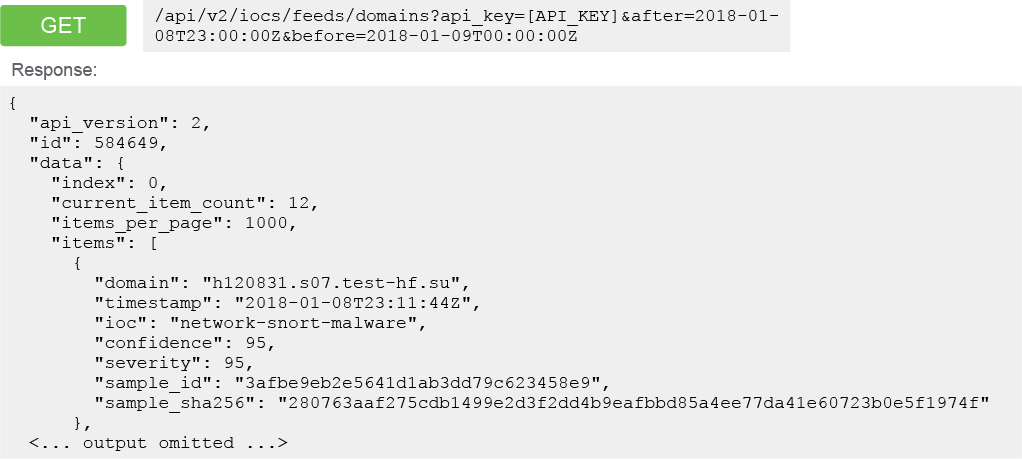 GET
/api/v2/iocs/feeds/domains?api_key=[API_KEY]&after=2018-01-
08T23:00:00Z&before=2018-01-09T00:00:00Z
Response:
{
  "api_version": 2,
  "id": 584649,
  "data": {
    "index": 0,
    "current_item_count": 12,
    "items_per_page": 1000,
    "items": [
      {
        "domain": "h120831.s07.test-hf.su",
        "timestamp": "2018-01-08T23:11:44Z",
        "ioc": "network-snort-malware",
        "confidence": 95,
        "severity": 95,
        "sample_id": "3afbe9eb2e5641d1ab3dd79c623458e9",
        "sample_sha256": "280763aaf275cdb1499e2d3f2dd4b9eafbbd85a4ee77da41e60723b0e5f1974f"
      },
  <... output omitted ...>